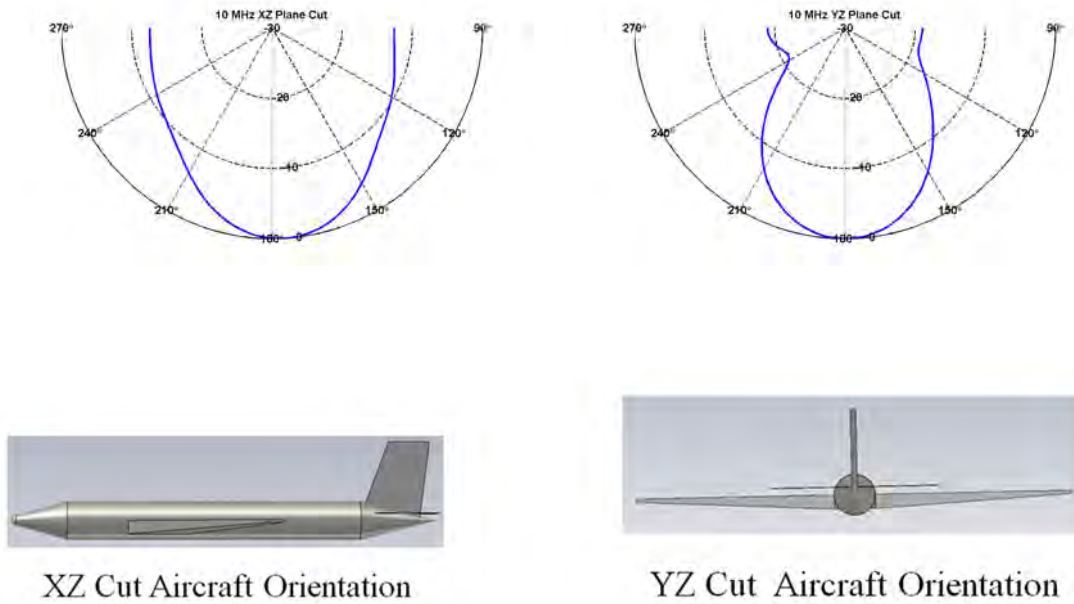 10 MHz XZ Plane Cut
270° -30 90°
-20
240° 120°
-10
210° 150°
180° 0
10 MHz YZ Plane Cut
270° -30 90°
-20
240° 120°
-10
210° 150°
180° 0
XZ Cut Aircraft Orientation
YZ Cut Aircraft Orientation